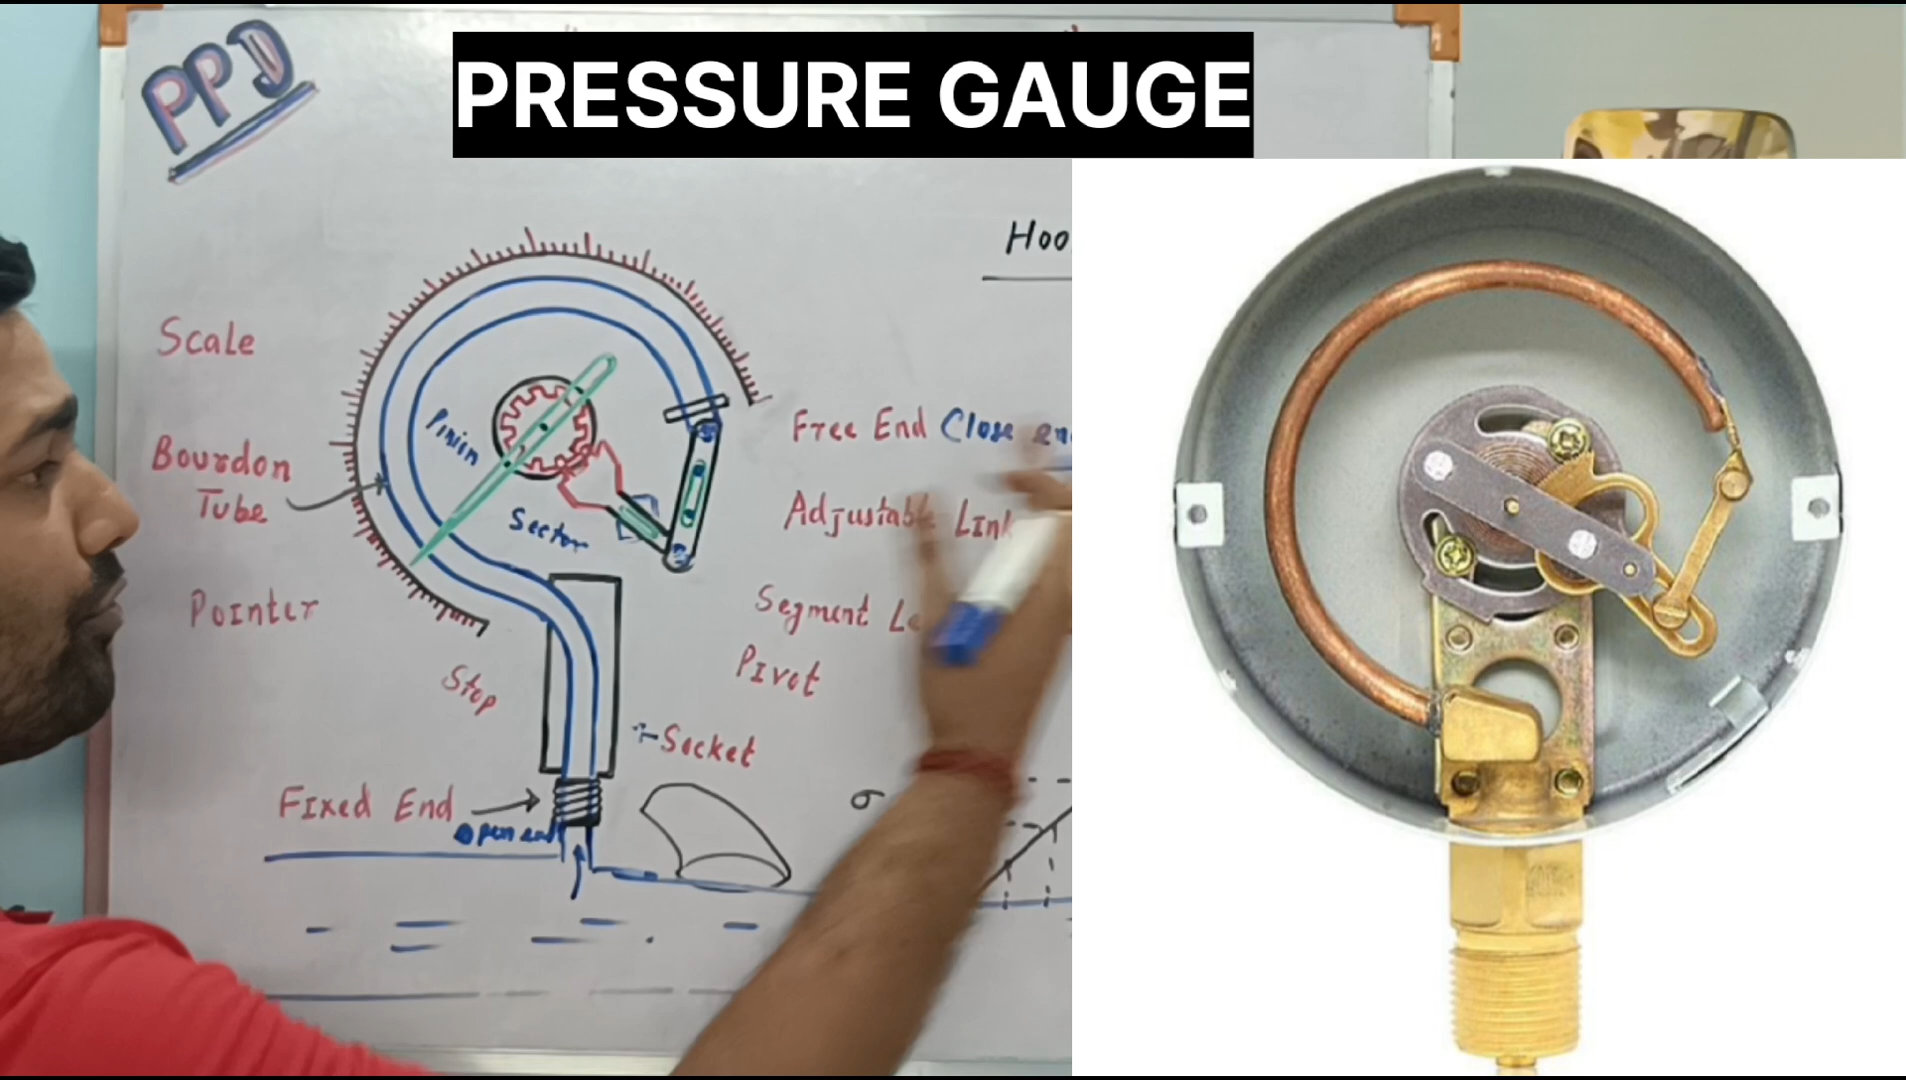 PPD
PRESSURE GAUGE
Scale
Bourdon
Tube
Pointer
Pinion
Sector
Stop
Free End Close
Adjustable Link
Segment
Pivot
Socket
Fixed End
open end
σ